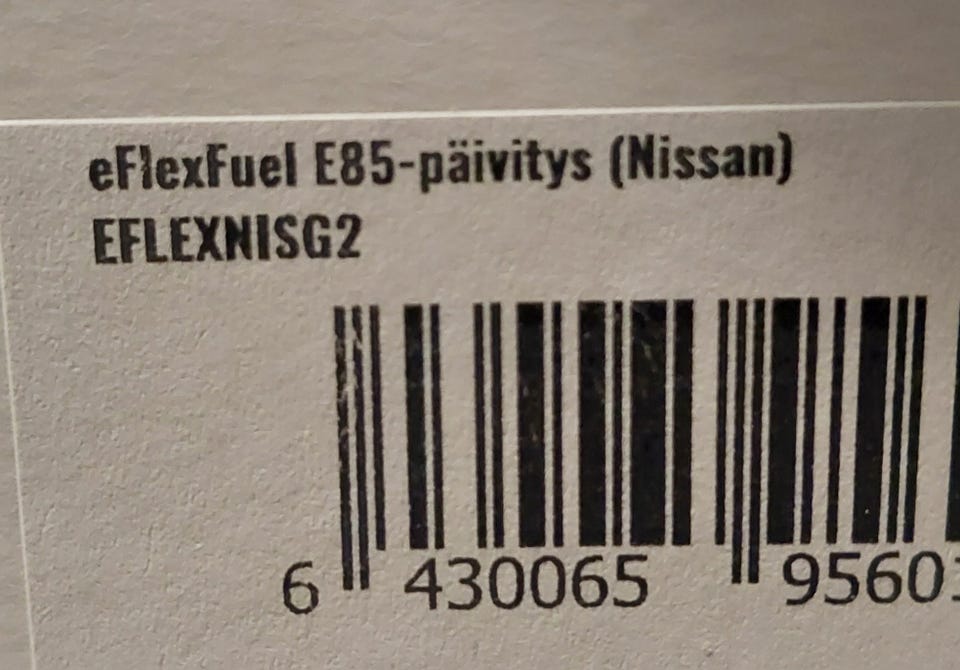 eFlexFuel E85-päivitys (Nissan)
EFLEXNISG2
6 430065 9560